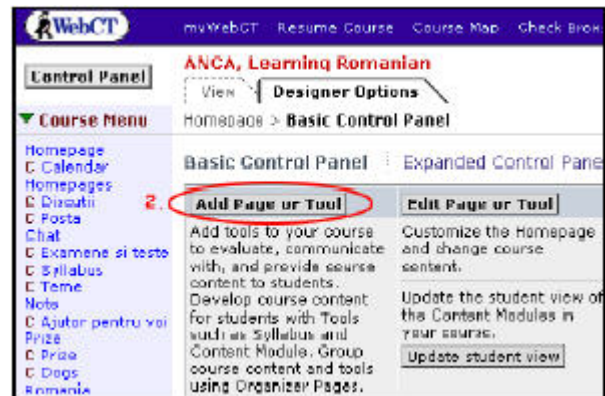 WebCT myWebCT Resume Course Course Map Check Brow
Control Panel
ANCA, Learning Romanian
View Designer Options
Course Menu
Homepage > Basic Control Panel
Homepage
C Calendar
Homepages
C Discutii
C Posta
Chat
C Examene si teste
C Syllabus
C Teme
Note
C Ajutor pentru voi
Prize
C Prize
C Dogs
Romania
Basic Control Panel Expanded Control Pane
2. Add Page or Tool
Add tools to your course
to evaluate, communicate
with, and provide course
content to students.
Develop course content
for students with Tools
such as Syllabus and
Content Module. Group
course content and tools
using Organizer Pages.
Edit Page or Tool
Customize the Homepage
and change course
content.
Update the student view of
the Content Modules in
your course.
Update student view